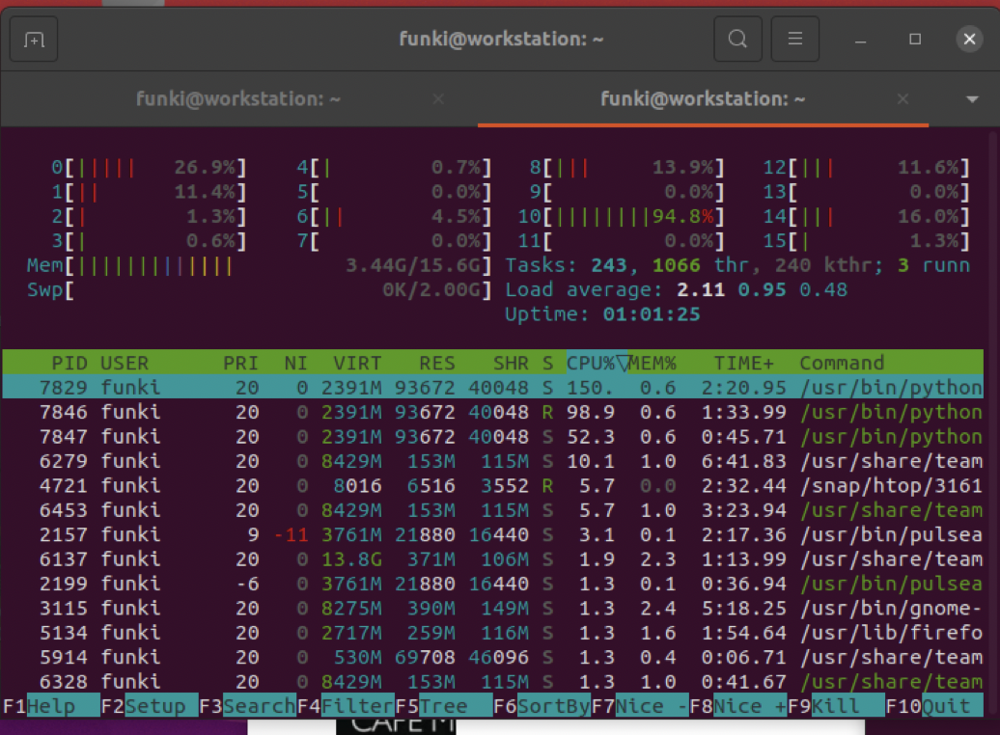 funki@workstation: ~
funki@workstation: ~ × funki@workstation: ~ ×
0[||||| 26.9%] 4[| 0.7%] 8[||| 13.9%] 12[||| 11.6%]
1[|| 11.4%] 5[ 0.0%] 9[ 0.0%] 13[ 0.0%]
2[| 1.3%] 6[|| 4.5%] 10[||||||||94.8%] 14[||| 16.0%]
3[| 0.6%] 7[ 0.0%] 11[ 0.0%] 15[| 1.3%]
Mem[||||||||||||| 3.44G/15.6G] Tasks: 243, 1066 thr, 240 kthr; 3 runn
Swp[ 0K/2.00G] Load average: 2.11 0.95 0.48
Uptime: 01:01:25
PID USER PRI NI VIRT RES SHR S CPU%▽MEM% TIME+ Command
7829 funki 20 0 2391M 93672 40048 S 150. 0.6 2:20.95 /usr/bin/python
7846 funki 20 0 2391M 93672 40048 R 98.9 0.6 1:33.99 /usr/bin/python
7847 funki 20 0 2391M 93672 40048 S 52.3 0.6 0:45.71 /usr/bin/python
6279 funki 20 0 8429M 153M 115M S 10.1 1.0 6:41.83 /usr/share/team
4721 funki 20 0 8016 6516 3552 R 5.7 0.0 2:32.44 /snap/htop/3161
6453 funki 20 0 8429M 153M 115M S 5.7 1.0 3:23.94 /usr/share/team
2157 funki 9 -11 3761M 21880 16440 S 3.1 0.1 2:17.36 /usr/bin/pulsea
6137 funki 20 0 13.8G 371M 106M S 1.9 2.3 1:13.99 /usr/share/team
2199 funki -6 0 3761M 21880 16440 S 1.3 0.1 0:36.94 /usr/bin/pulsea
3115 funki 20 0 8275M 390M 149M S 1.3 2.4 5:18.25 /usr/bin/gnome-
5134 funki 20 0 2717M 259M 116M S 1.3 1.6 1:54.64 /usr/lib/firefo
5914 funki 20 0 530M 69708 46096 S 1.3 0.4 0:06.71 /usr/share/team
6328 funki 20 0 8429M 153M 115M S 1.3 1.0 0:41.67 /usr/share/team
F1Help F2Setup F3SearchF4FilterF5Tree F6SortByF7Nice -F8Nice +F9Kill F10Quit
CAFE M